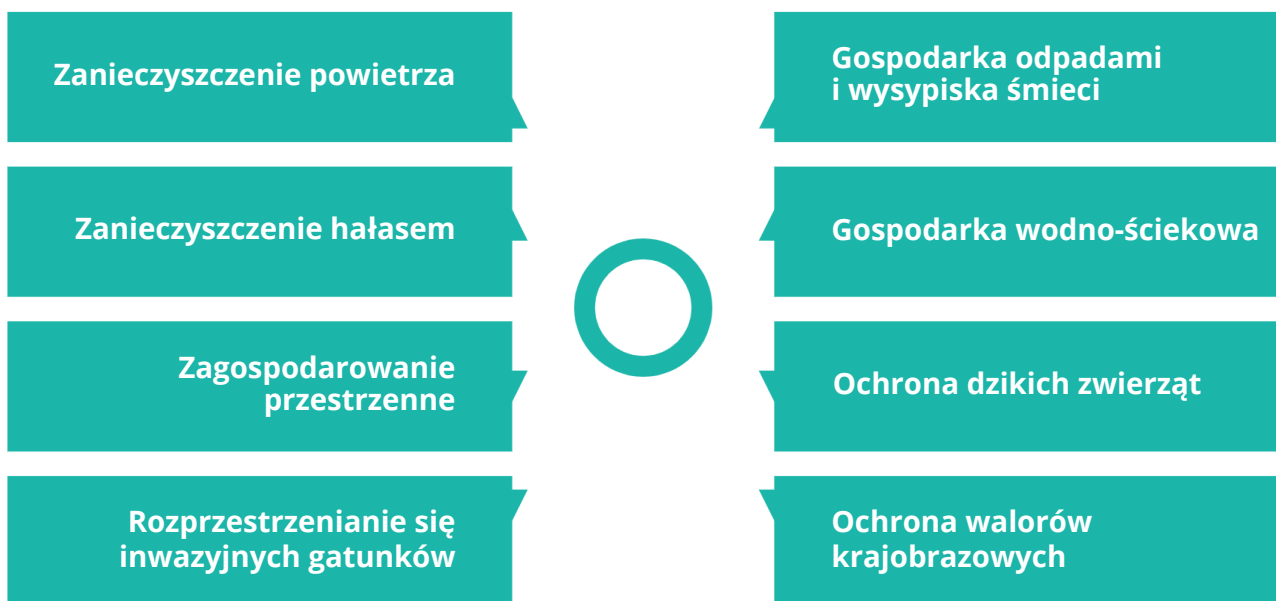 Zanieczyszczenie powietrza
Zanieczyszczenie hałasem
Zagospodarowanie
przestrzenne
Rozprzestrzenianie się
inwazyjnych gatunków
Gospodarka odpadami
i wysypiska śmieci
Gospodarka wodno-ściekowa
Ochrona dzikich zwierząt
Ochrona walorów
krajobrazowych